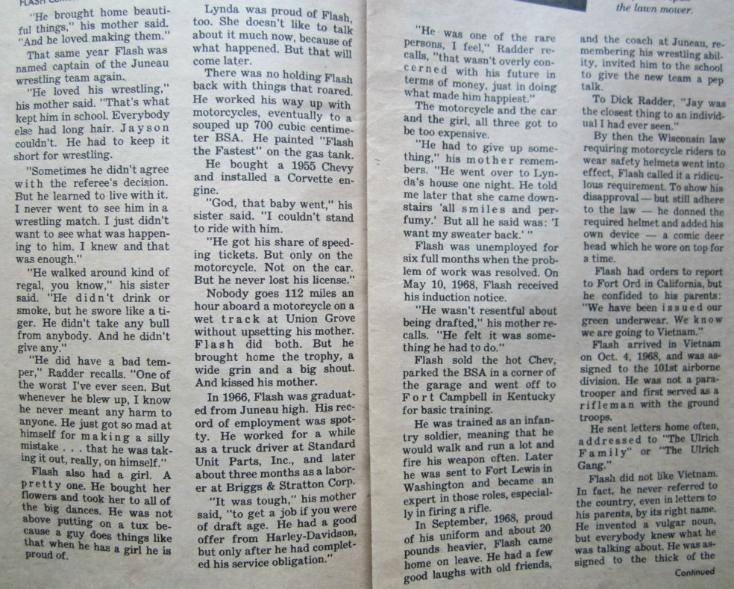 FLASH
"He brought home beauti-
ful things," his mother said.
"And he loved making them."
That same year Flash was
named captain of the Juneau
wrestling team again.
"He loved his wrestling,"
his mother said. "That's what
kept him in school. Everybody
else had long hair. Jayson
couldn't. He had to keep it
short for wrestling.
"Sometimes he didn't agree
with the referee's decision.
But he learned to live with it.
I never went to see him in a
wrestling match. I just didn't
want to see what was happen-
ing to him. I knew and that
was enough."
"He walked around kind of
regal, you know," his sister
said. "He didn't drink or
smoke, but he swore like a ti-
ger. He didn't take any bull
from anybody. And he didn't
give any."
"He did have a bad tem-
per," Radder recalls. "One of
the worst I've ever seen. But
whenever he blew up, I know
he never meant any harm to
anyone. He just got so mad at
himself for making a silly
mistake . . . that he was tak-
ing it out, really, on himself."
Flash also had a girl. A
pretty one. He bought her
flowers and took her to all of
the big dances. He was not
above putting on a tux be-
cause a guy does things like
that when he has a girl he is
proud of.
Lynda was proud of Flash,
too. She doesn't like to talk
about it much now, because of
what happened. But that will
come later.
There was no holding Flash
back with things that roared.
He worked his way up with
motorcycles, eventually to a
souped up 700 cubic centime-
ter BSA. He painted "Flash
the Fastest" on the gas tank.
He bought a 1955 Chevy
and installed a Corvette en-
gine.
"God, that baby went," his
sister said. "I couldn't stand
to ride with him.
"He got his share of speed-
ing tickets. But only on the
motorcycle. Not on the car.
But he never lost his license."
Nobody goes 112 miles an
hour aboard a motorcycle on a
wet track at Union Grove
without upsetting his mother.
Flash did both. But he
brought home the trophy, a
wide grin and a big shout.
And kissed his mother.
In 1966, Flash was graduat-
ed from Juneau high. His rec-
ord of employment was spot-
ty. He worked for a while
as a truck driver at Standard
Unit Parts, Inc., and later
about three months as a labor-
er at Briggs & Stratton Corp.
"It was tough," his mother
said, "to get a job if you were
of draft age. He had a good
offer from Harley-Davidson,
but only after he had complet-
ed his service obligation."
"He was one of the rare
persons, I feel," Radder re-
calls, "that wasn't overly con-
cerned with his future in
terms of money, just in doing
what made him happiest."
The motorcycle and the car
and the girl, all three got to
be too expensive.
"He had to give up some-
thing," his mother remem-
bers. "He went over to Lyn-
da's house one night. He told
me later that she came down-
stairs 'all smiles and per-
fumy.' But all he said was: 'I
want my sweater back.' "
Flash was unemployed for
six full months when the prob-
lem of work was resolved. On
May 10, 1968, Flash received
his induction notice.
"He wasn't resentful about
being drafted," his mother re-
calls. "He felt it was some-
thing he had to do."
Flash sold the hot Chev,
parked the BSA in a corner of
the garage and went off to
Fort Campbell in Kentucky
for basic training.
He was trained as an infan-
try soldier, meaning that he
would walk and run a lot and
fire his weapon often. Later
he was sent to Fort Lewis in
Washington and became an
expert in those roles, especial-
ly in firing a rifle.
In September, 1968, proud
of his uniform and about 20
pounds heavier, Flash came
home on leave. He had a few
good laughs with old friends,
the lawn mower.
and the coach at Juneau, re-
membering his wrestling abil-
ity, invited him to the school
to give the new team a pep
talk.
To Dick Radder, "Jay was
the closest thing to an individ-
ual I had ever seen."
By then the Wisconsin law
requiring motorcycle riders to
wear safety helmets went into
effect, Flash called it a ridicu-
lous requirement. To show his
disapproval — but still adhere
to the law — he donned the
required helmet and added his
own device — a comic deer
head which he wore on top for
a time.
Flash had orders to report
to Fort Ord in California, but
he confided to his parents:
"We have been issued our
green underwear. We know
we are going to Vietnam."
Flash arrived in Vietnam
on Oct. 4, 1968, and was as-
signed to the 101st airborne
division. He was not a para-
trooper and first served as a
rifleman with the ground
troops.
He sent letters home often,
addressed to "The Ulrich
Family" or "The Ulrich
Gang."
Flash did not like Vietnam.
In fact, he never referred to
the country, even in letters to
his parents, by its right name.
He invented a vulgar noun,
but everybody knew what he
was talking about. He was as-
signed to the thick of the
Continued